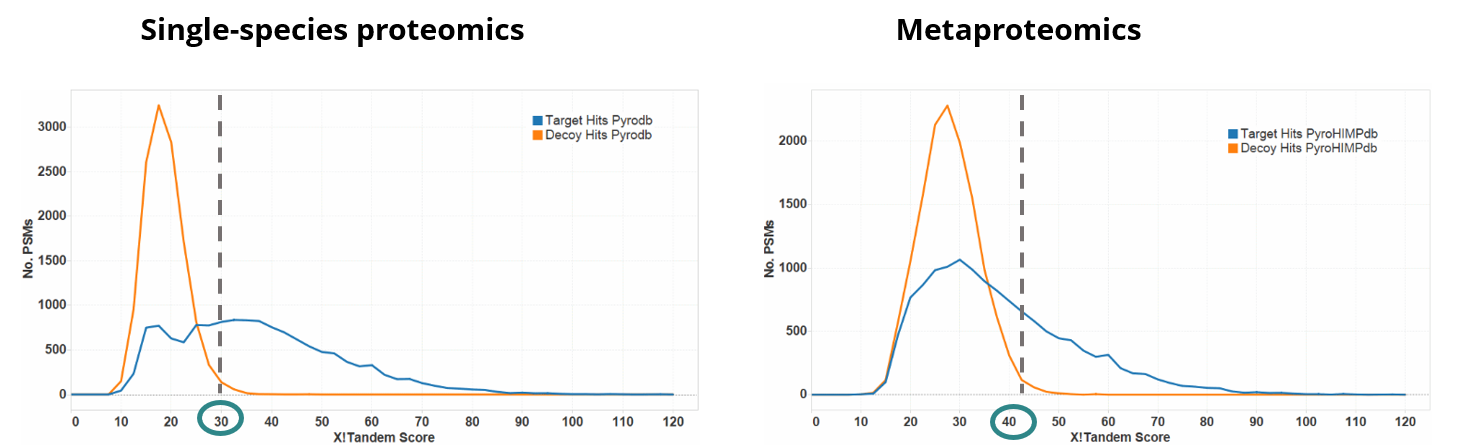 Single-species proteomics
Metaproteomics
No. PSMs
3000
2500
2000
1500
1000
500
0
Target Hits Pyrodb
Decoy Hits Pyrodb
0 10 20 30 40 50 60 70 80 90 100 110 120
X!Tandem Score
No. PSMs
2000
1500
1000
500
0
Target Hits PyroHIMPdb
Decoy Hits PyroHIMPdb
0 10 20 30 40 50 60 70 80 90 100 110 120
X!Tandem Score